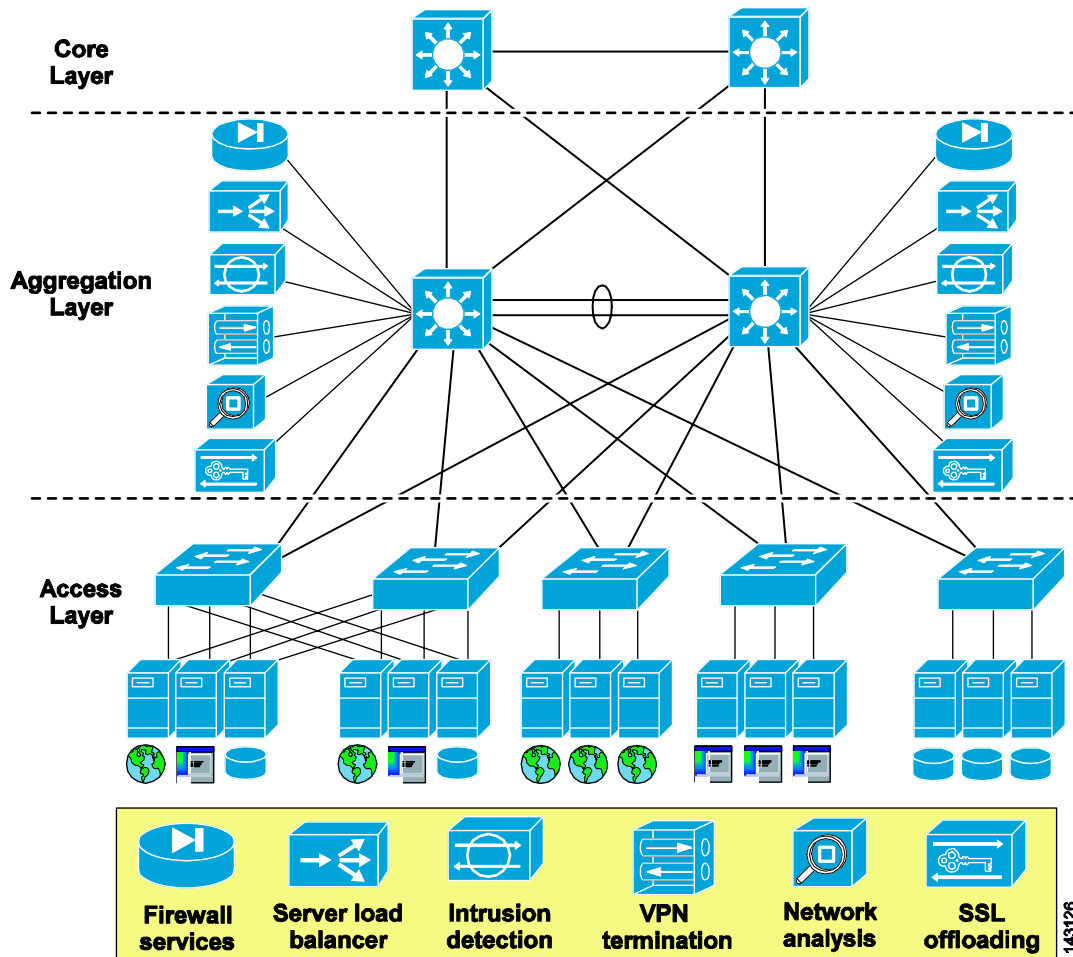 Core
Layer
Aggregation
Layer
Access
Layer
Firewall
services
Server load
balancer
Intrusion
detection
VPN
termination
Network
analysis
SSL
offloading
143126